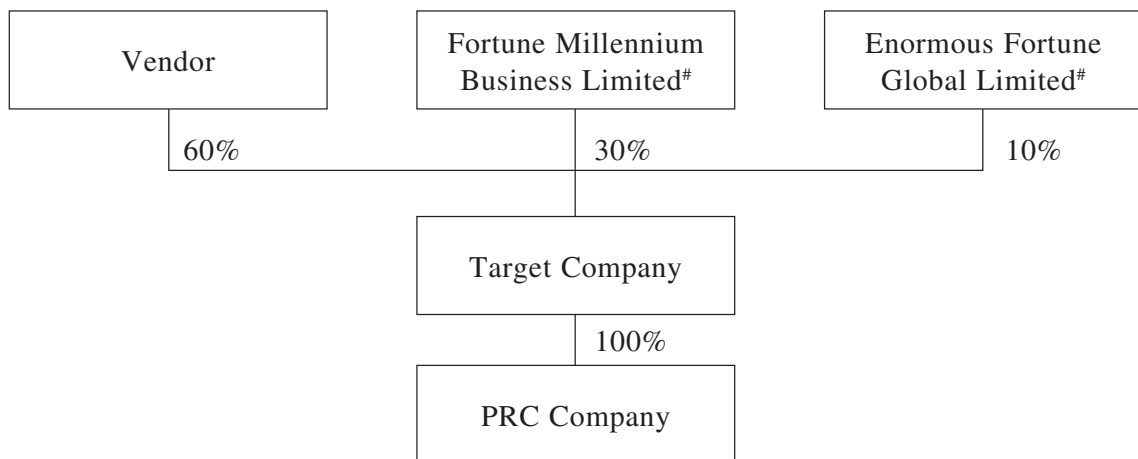 Vendor
Fortune Millennium
Business Limited#
Enormous Fortune
Global Limited#
60%
30%
10%
Target Company
100%
PRC Company